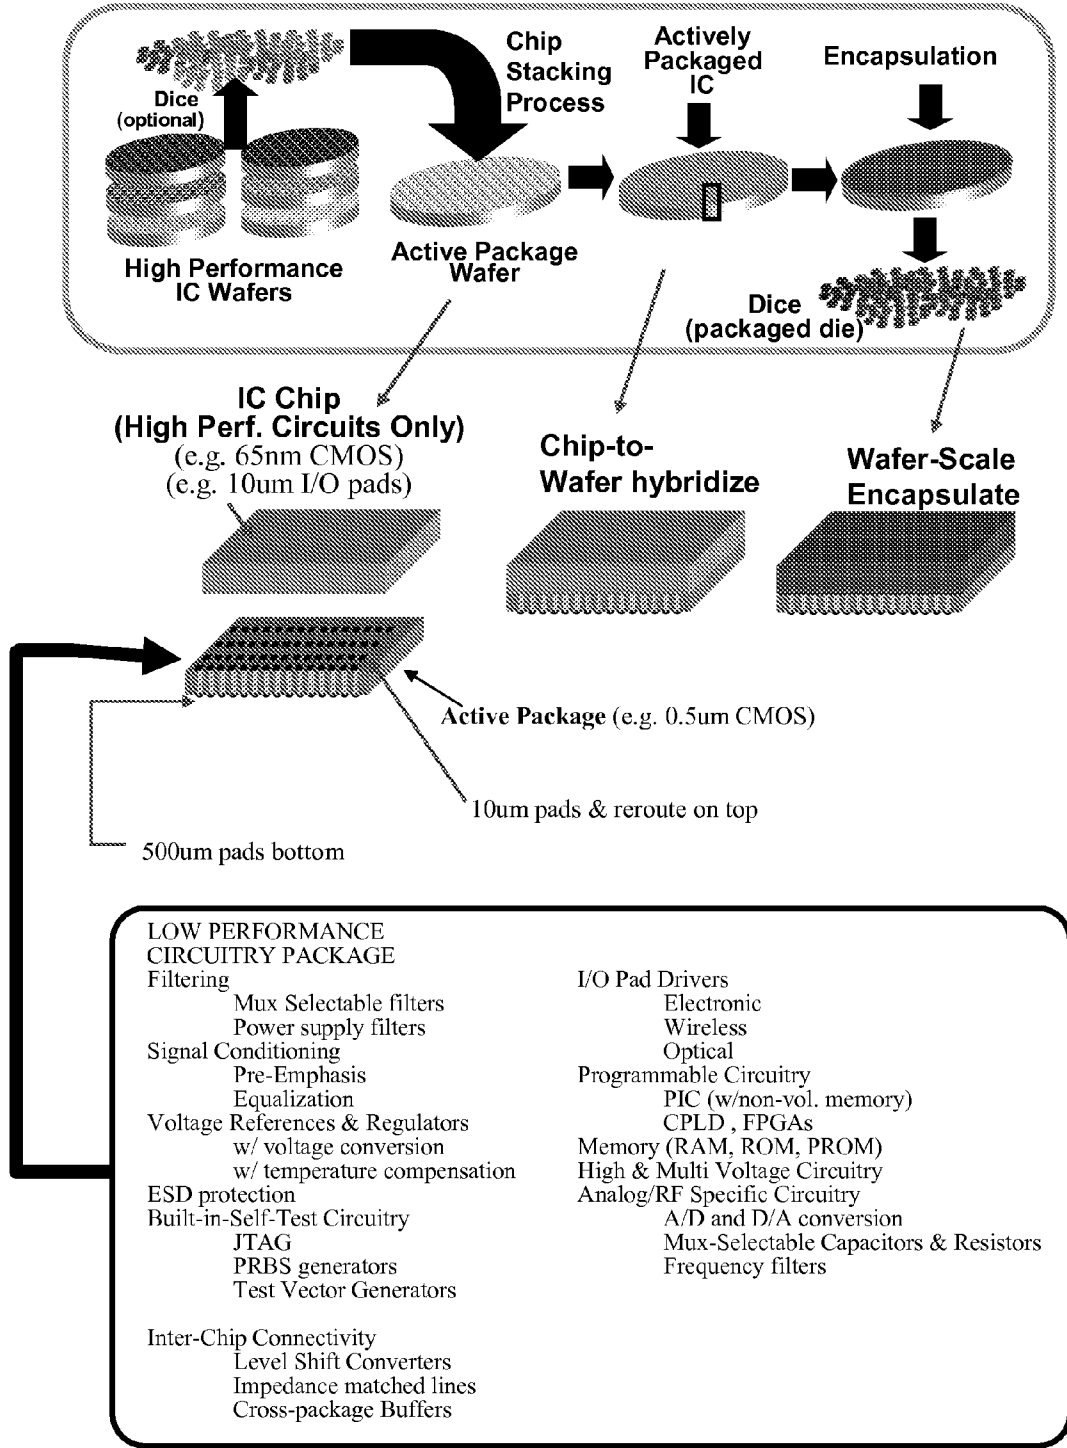 Chip
Stacking
Process
Actively
Packaged
IC
Encapsulation
Dice
(optional)
High Performance
IC Wafers
Active Package
Wafer
Dice
(packaged die)
IC Chip
(High Perf. Circuits Only)
(e.g. 65nm CMOS)
(e.g. 10um I/O pads)
Chip-to-
Wafer hybridize
Wafer-Scale
Encapsulate
Active Package (e.g. 0.5um CMOS)
10um pads & reroute on top
500um pads bottom
LOW PERFORMANCE
CIRCUITRY PACKAGE
Filtering
Mux Selectable filters
Power supply filters
Signal Conditioning
Pre-Emphasis
Equalization
Voltage References & Regulators
w/ voltage conversion
w/ temperature compensation
ESD protection
Built-in-Self-Test Circuitry
JTAG
PRBS generators
Test Vector Generators
Inter-Chip Connectivity
Level Shift Converters
Impedance matched lines
Cross-package Buffers
I/O Pad Drivers
Electronic
Wireless
Optical
Programmable Circuitry
PIC (w/non-vol. memory)
CPLD , FPGAs
Memory (RAM, ROM, PROM)
High & Multi Voltage Circuitry
Analog/RF Specific Circuitry
A/D and D/A conversion
Mux-Selectable Capacitors & Resistors
Frequency filters